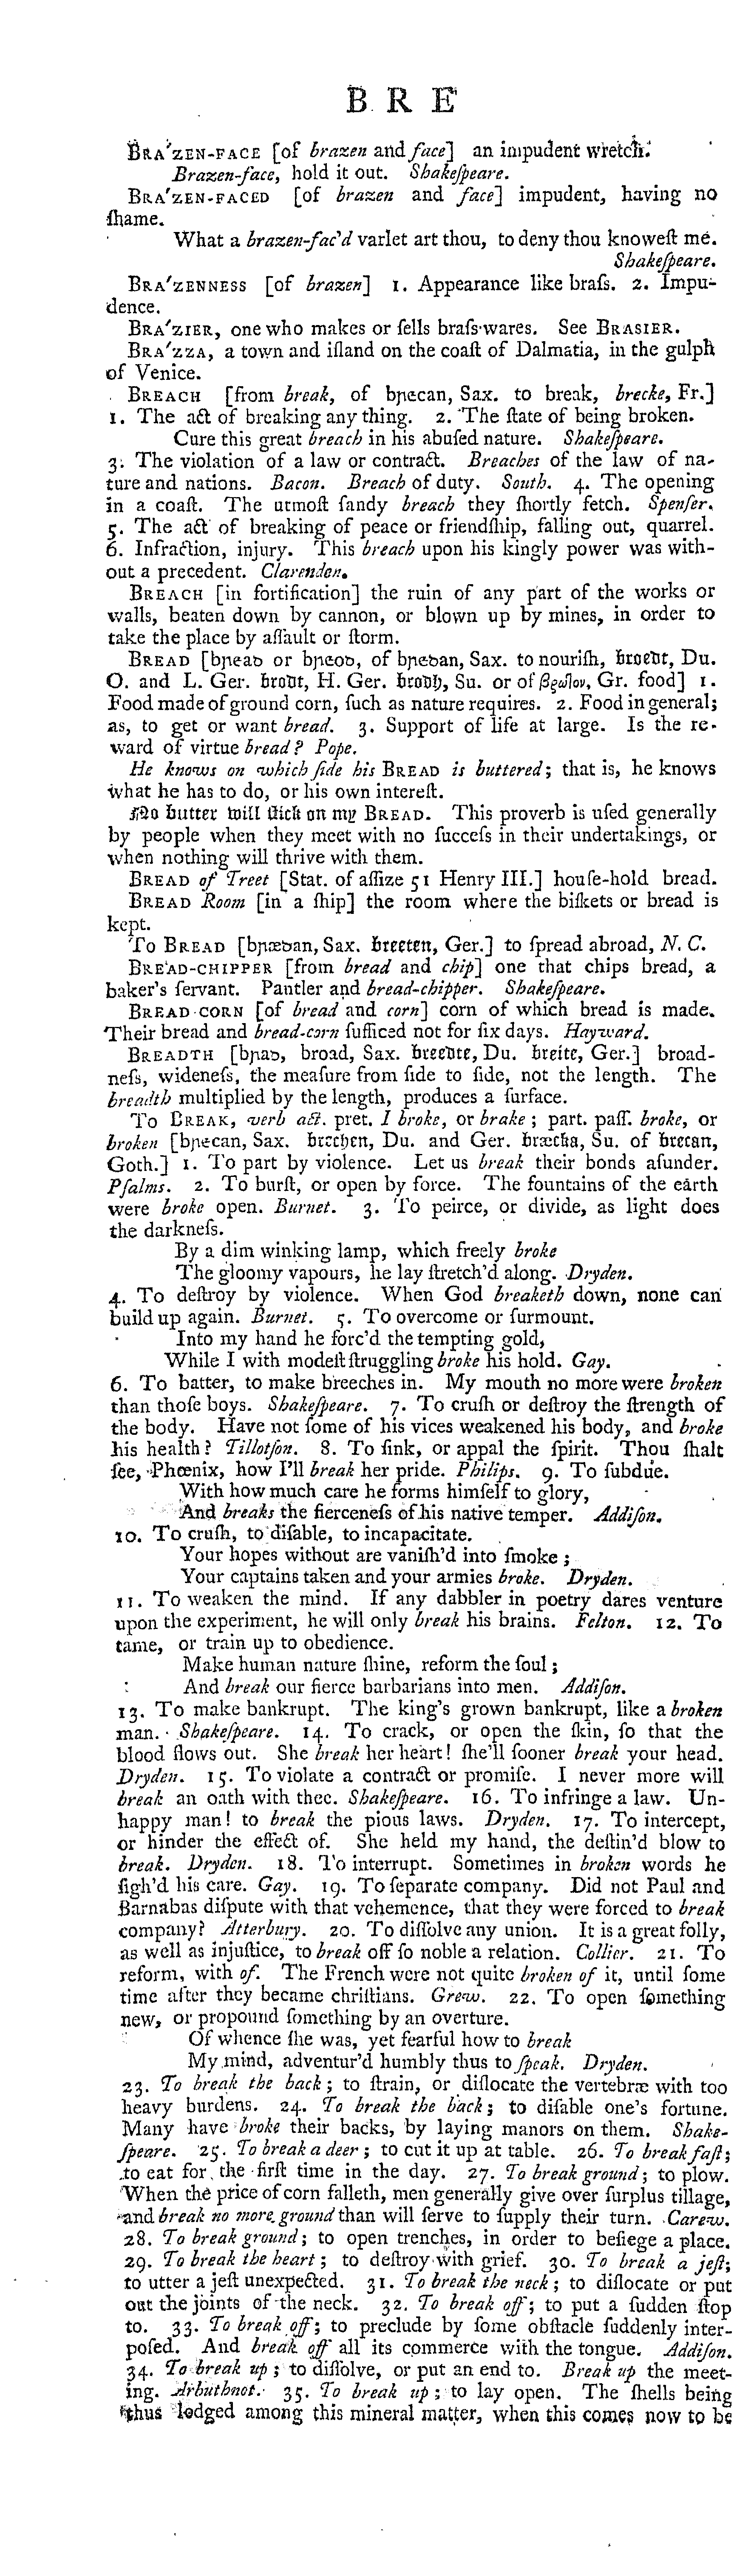 B R E
BRA'ZEN-FACE [of brazen and face] an impudent wretch.
Brazen-face, hold it out. Shakeſpeare.
BRA'ZEN-FACED [of brazen and face] impudent, having no
ſhame.
What a brazen-fac'd varlet art thou, to deny thou knoweſt me.
Shakeſpeare.
BRA'ZENNESS [of brazen] 1. Appearance like braſs. 2. Impu-
dence.
BRA'ZIER, one who makes or ſells braſs wares. See BRASIER.
BRA'ZZA, a town and iſland on the coaſt of Dalmatia, in the gulph
of Venice.
BREACH [from break, of bꞃecan, Sax. to break, breche, Fr.]
1. The act of breaking any thing. 2. The ſtate of being broken.
Cure this great breach in his abuſed nature. Shakeſpeare.
3. The violation of a law or contract. Breaches of the law of na-
ture and nations. Bacon. Breach of duty. South. 4. The opening
in a coaſt. The utmoſt ſandy breach they ſhortly fetch. Spenſer.
5. The act of breaking of peace or friendſhip, falling out, quarrel.
6. Infraction, injury. This breach upon his kingly power was with-
out a precedent. Clarendon.
BREACH [in fortification] the ruin of any part of the works or
walls, beaten down by cannon, or blown up by mines, in order to
take the place by aſſault or ſtorm.
BREAD [bꞃeaꝺ or bꞃeoꝺ, of bꞃeꝺan, Sax. to nouriſh, broedt, Du.
O. and L. Ger. brodt, H. Ger. brodh, Su. or of βρωῖον, Gr. food] 1.
Food made of ground corn, ſuch as nature requires. 2. Food in general;
as, to get or want bread. 3. Support of life at large. Is the re-
ward of virtue bread? Pope.
He knows on which ſide his BREAD is buttered; that is, he knows
what he has to do, or his own intereſt.
No butter will ſtick on my BREAD. This proverb is uſed generally
by people when they meet with no ſucceſs in their undertakings, or
when nothing will thrive with them.
BREAD of Treet [Stat. of aſſize 51 Henry III.] houſe-hold bread.
BREAD Room [in a ſhip] the room where the biſkets or bread is
kept.
To BREAD [bꞃæꝺan, Sax. breeten, Ger.] to ſpread abroad, N. C.
BRE'AD-CHIPPER [from bread and chip] one that chips bread, a
baker's ſervant. Pantler and bread-chipper. Shakeſpeare.
BREAD-CORN [of bread and corn] corn of which bread is made.
Their bread and bread-corn ſufficed not for ſix days. Hayward.
BREADTH [bꞃaꝺ, broad, Sax. breedte, Du. breite, Ger.] broad-
neſs, wideneſs, the meaſure from ſide to ſide, not the length. The
breadth multiplied by the length, produces a ſurface.
To BREAK, verb act. pret. I broke, or brake; part. paſſ. broke, or
broken [bꞃecan, Sax. brechen, Du. and Ger. bræcka, Su. of brecan,
Goth.] 1. To part by violence. Let us break their bonds aſunder.
Pſalms. 2. To burſt, or open by force. The fountains of the earth
were broke open. Burnet. 3. To peirce, or divide, as light does
the darkneſs.
By a dim winking lamp, which freely broke
The gloomy vapours, he lay ſtretch'd along. Dryden.
4. To deſtroy by violence. When God breaketh down, none can
build up again. Burnet. 5. To overcome or ſurmount.
Into my hand he forc'd the tempting gold,
While I with modeſt ſtruggling broke his hold. Gay.
6. To batter, to make breeches in. My mouth no more were broken
than thoſe boys. Shakeſpeare. 7. To cruſh or deſtroy the ſtrength of
the body. Have not ſome of his vices weakened his body, and broke
his health? Tillotſon. 8. To ſink, or appal the ſpirit. Thou ſhalt
ſee, Phœnix, how I'll break her pride. Philips. 9. To ſubdue.
With how much care he forms himſelf to glory,
And breaks the fierceneſs of his native temper. Addiſon.
10. To cruſh, to diſable, to incapacitate.
Your hopes without are vaniſh'd into ſmoke;
Your captains taken and your armies broke. Dryden.
11. To weaken the mind. If any dabbler in poetry dares venture
upon the experiment, he will only break his brains. Felton. 12. To
tame, or train up to obedience.
Make human nature ſhine, reform the ſoul;
And break our fierce barbarians into men. Addiſon.
13. To make bankrupt. The king's grown bankrupt, like a broken
man. Shakeſpeare. 14. To crack, or open the ſkin, ſo that the
blood flows out. She break her heart! ſhe'll ſooner break your head.
Dryden. 15. To violate a contract or promiſe. I never more will
break an oath with thee. Shakeſpeare. 16. To infringe a law. Un-
happy man! to break the pious laws. Dryden. 17. To intercept,
or hinder the effect of. She held my hand, the deſtin'd blow to
break. Dryden. 18. To interrupt. Sometimes in broken words he
ſigh'd his care. Gay. 19. To ſeparate company. Did not Paul and
Barnabas diſpute with that vehemence, that they were forced to break
company? Atterbury. 20. To diſſolve any union. It is a great folly,
as well as injuſtice, to break off ſo noble a relation. Collier. 21. To
reform, with of. The French were not quite broken of it, until ſome
time after they became chriſtians. Grew. 22. To open ſomething
new, or propound ſomething by an overture.
Of whence ſhe was, yet fearful how to break
My mind, adventur'd humbly thus to ſpeak. Dryden.
23. To break the back; to ſtrain, or diſlocate the vertebræ with too
heavy burdens. 24. To break the back; to diſable one's fortune.
Many have broke their backs, by laying manors on them. Shake-
ſpeare. 25. To break a deer; to cut it up at table. 26. To break faſt;
to eat for the firſt time in the day. 27. To break ground; to plow.
When the price of corn falleth, men generally give over ſurplus tillage,
and break no more ground than will ſerve to ſupply their turn. Carew.
28. To break ground; to open trenches, in order to beſiege a place.
29. To break the heart; to deſtroy with grief. 30. To break a jeſt;
to utter a jeſt unexpected. 31. To break the neck; to diſlocate or put
out the joints of the neck. 32. To break off; to put a ſudden ſtop
to. 33. To break off; to preclude by ſome obſtacle ſuddenly inter-
poſed. And break off all its commerce with the tongue. Addiſon.
34. To break up; to diſſolve, or put an end to. Break up the meet-
ing. Arbuthnot. 35. To break up; to lay open. The ſhells being
thus lodged among this mineral matter, when this comes now to be